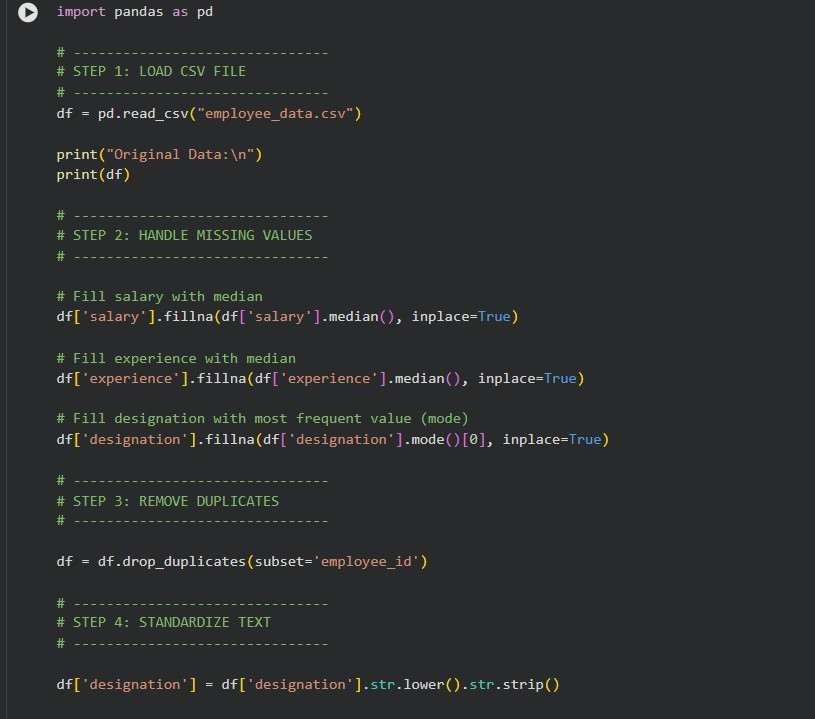 import pandas as pd
# -------------------------------
# STEP 1: LOAD CSV FILE
# -------------------------------
df = pd.read_csv("employee_data.csv")
print("Original Data:\n")
print(df)
# -------------------------------
# STEP 2: HANDLE MISSING VALUES
# -------------------------------
# Fill salary with median
df['salary'].fillna(df['salary'].median(), inplace=True)
# Fill experience with median
df['experience'].fillna(df['experience'].median(), inplace=True)
# Fill designation with most frequent value (mode)
df['designation'].fillna(df['designation'].mode()[0], inplace=True)
# -------------------------------
# STEP 3: REMOVE DUPLICATES
# -------------------------------
df = df.drop_duplicates(subset='employee_id')
# -------------------------------
# STEP 4: STANDARDIZE TEXT
# -------------------------------
df['designation'] = df['designation'].str.lower().str.strip()